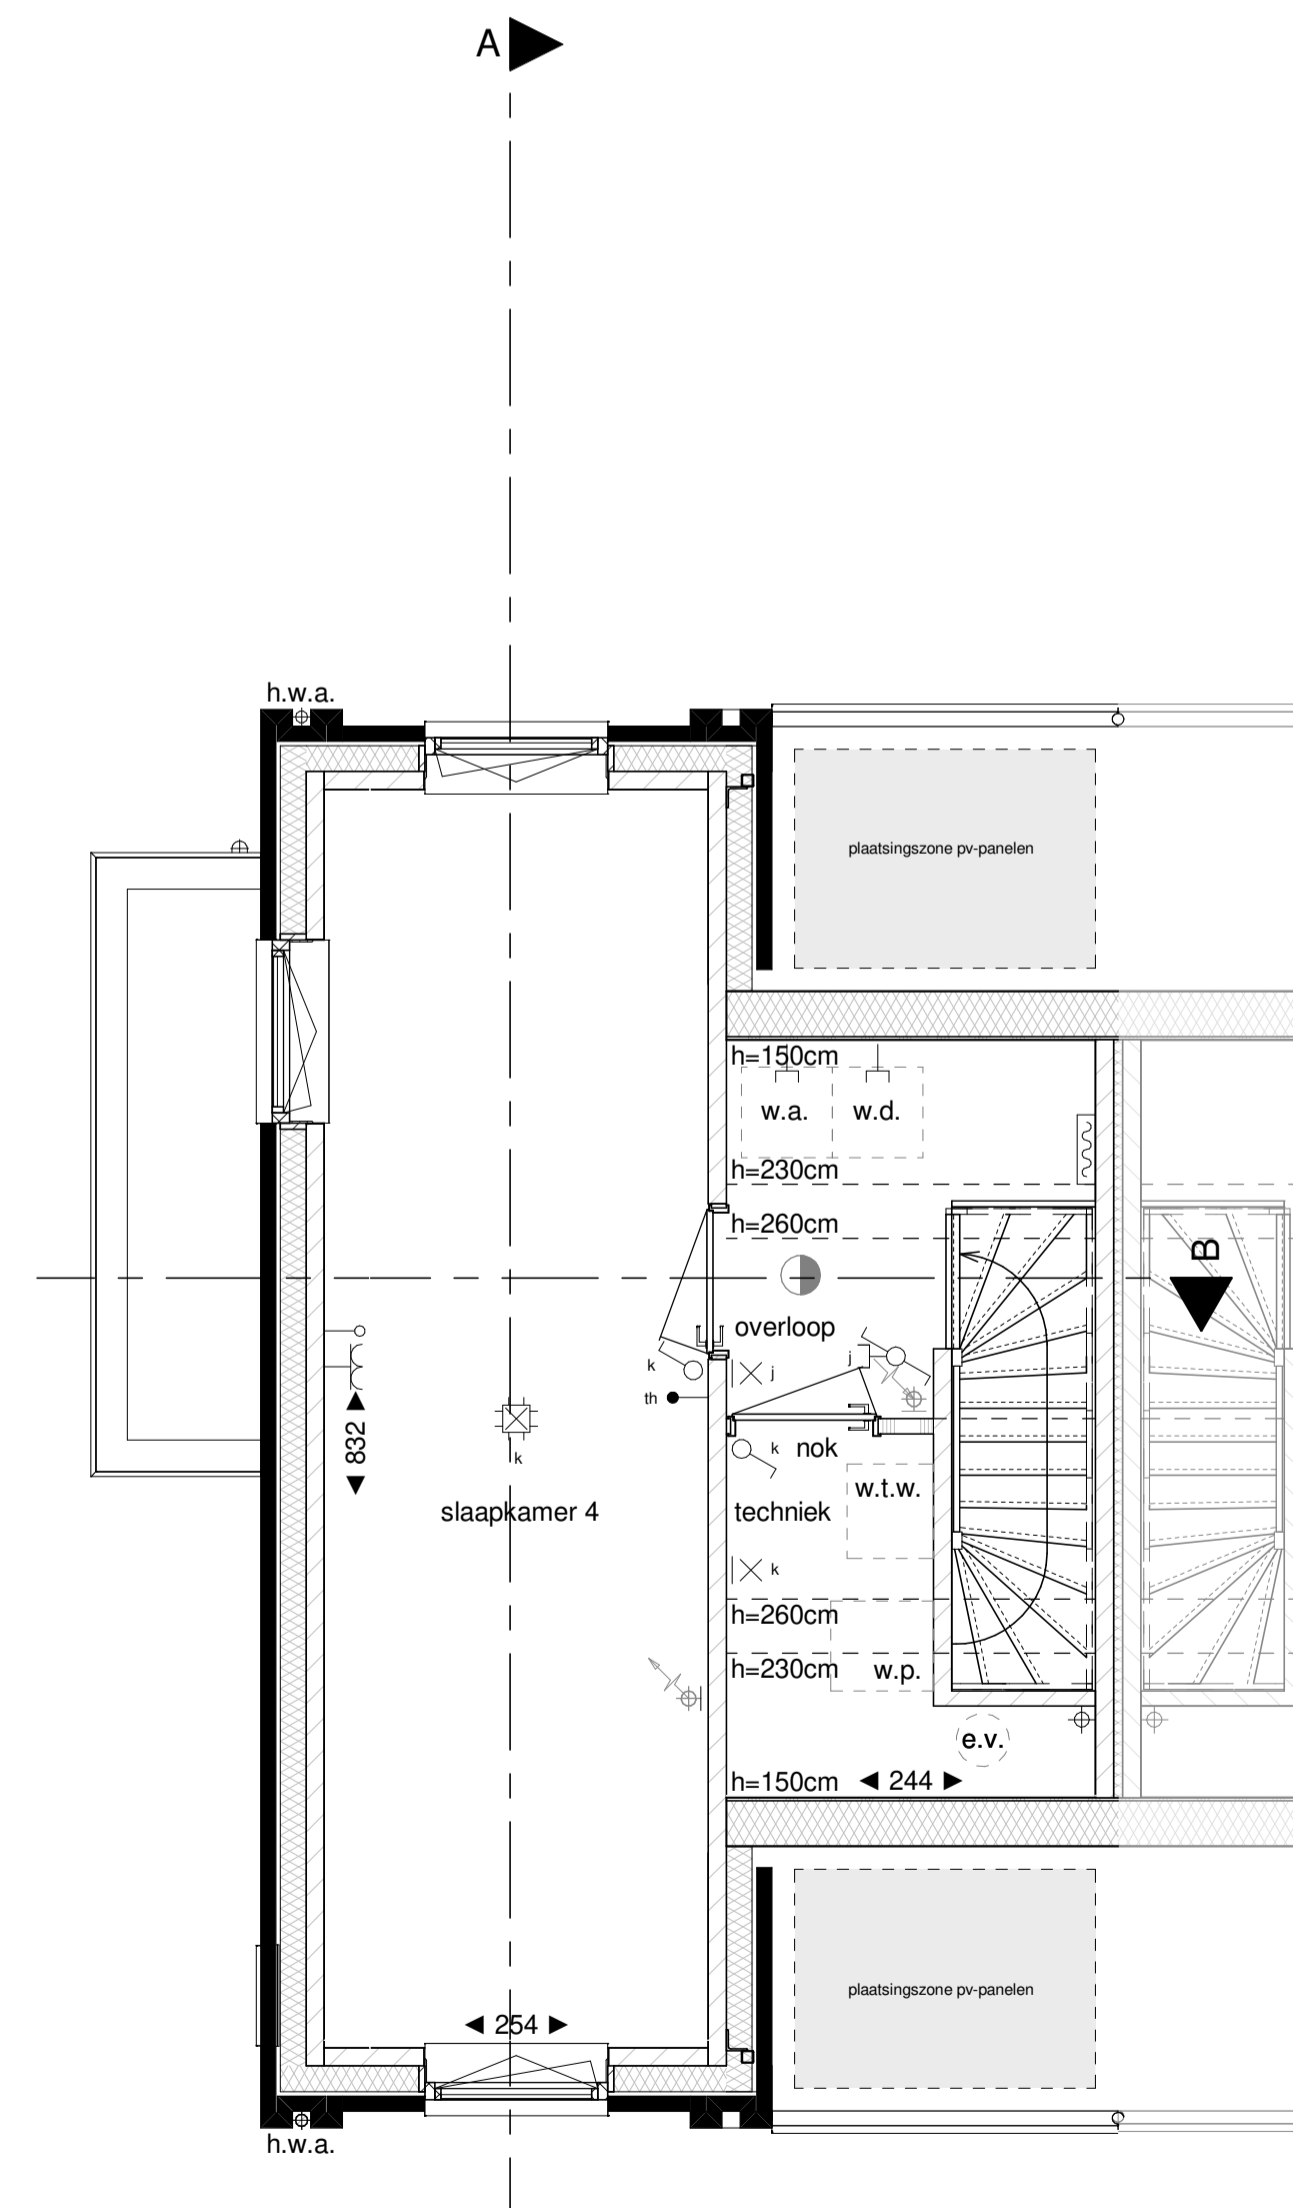 A
h.w.a.
plaatsingszone pv-panelen
h=150cm
w.a.
w.d.
h=230cm
h=260cm
B
overloop
k
j
j
th
832
k
k
nok
w.t.w.
slaapkamer 4
techniek
k
h=260cm
h=230cm
w.p.
e.v.
h=150cm
244
plaatsingszone pv-panelen
254
h.w.a.